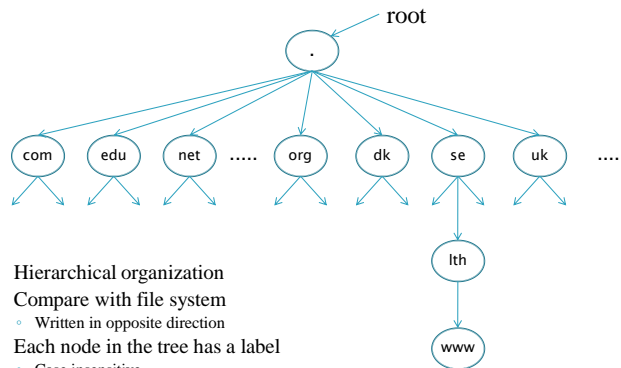 root
.
com edu net ..... org dk se uk ....
lth
Hierarchical organization
Compare with file system
◦ Written in opposite direction
Each node in the tree has a label
www